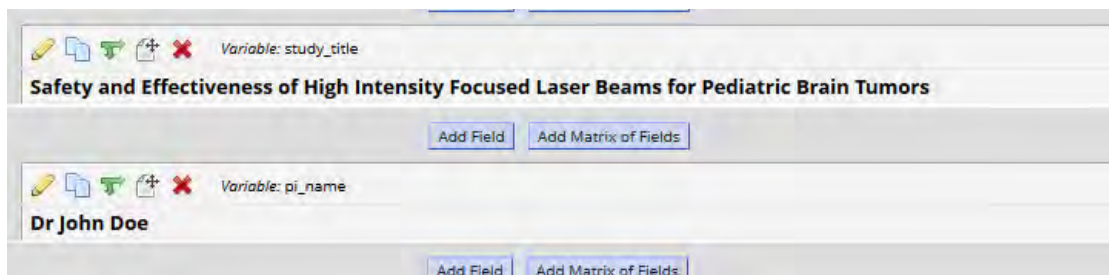 Variable: study_title
Safety and Effectiveness of High Intensity Focused Laser Beams for Pediatric Brain Tumors
Add Field Add Matrix of Fields
Variable: pi_name
Dr John Doe
Add Field Add Matrix of Fields